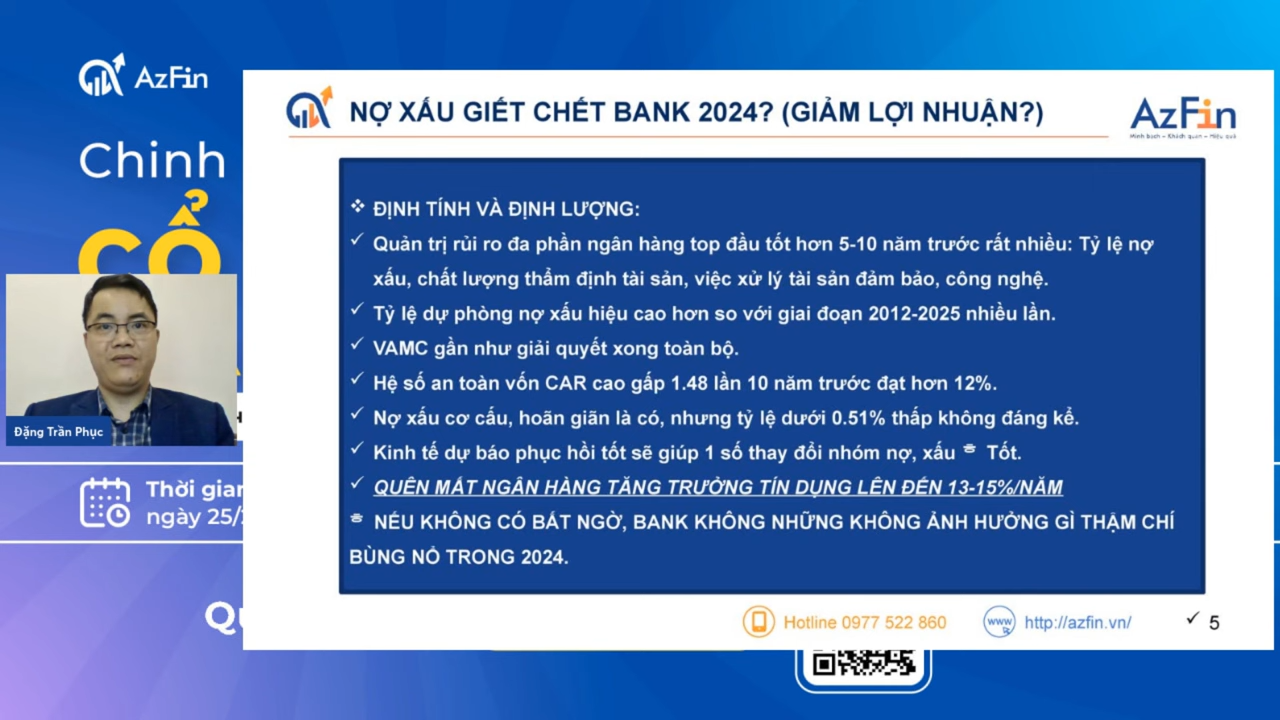 AzFin
Chinh
CỔ
Đặng Trần Phục
Thời gian
ngày 25/
NỢ XẤU GIẾT CHẾT BANK 2024? (GIẢM LỢI NHUẬN?)
AzFin
Minh bạch - Khách quan - Hiệu quả
❖ ĐỊNH TÍNH VÀ ĐỊNH LƯỢNG:
✓ Quản trị rủi ro đa phần ngân hàng top đầu tốt hơn 5-10 năm trước rất nhiều: Tỷ lệ nợ
xấu, chất lượng thẩm định tài sản, việc xử lý tài sản đảm bảo, công nghệ.
✓ Tỷ lệ dự phòng nợ xấu hiệu cao hơn so với giai đoạn 2012-2025 nhiều lần.
✓ VAMC gần như giải quyết xong toàn bộ.
✓ Hệ số an toàn vốn CAR cao gấp 1.48 lần 10 năm trước đạt hơn 12%.
✓ Nợ xấu cơ cấu, hoãn giãn là có, nhưng tỷ lệ dưới 0.51% thấp không đáng kể.
✓ Kinh tế dự báo phục hồi tốt sẽ giúp 1 số thay đổi nhóm nợ, xấu ᄒ Tốt.
✓ QUÊN MẤT NGÂN HÀNG TĂNG TRƯỞNG TÍN DỤNG LÊN ĐẾN 13-15%/NĂM
ᄒ NẾU KHÔNG CÓ BẤT NGỜ, BANK KHÔNG NHỮNG KHÔNG ẢNH HƯỞNG GÌ THẬM CHÍ
BÙNG NỔ TRONG 2024.
Hotline 0977 522 860
www
http://azfin.vn/
✓ 5